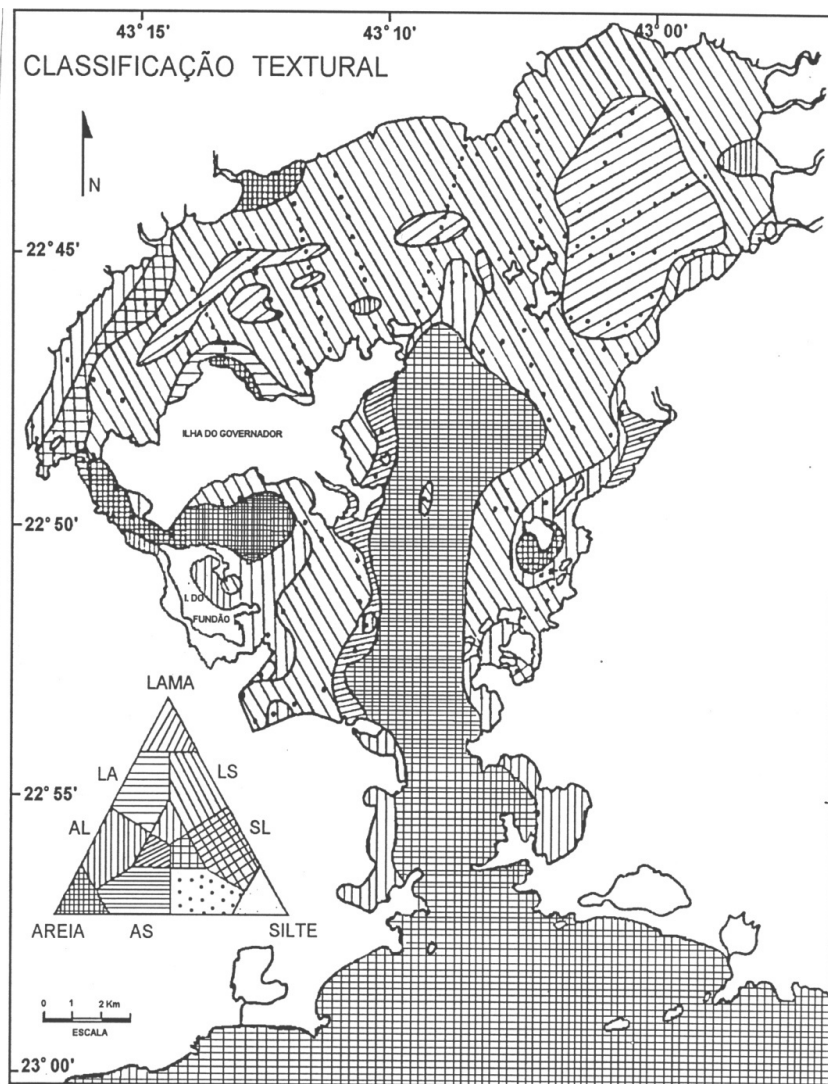 43°15' 43°10' 43°00'
CLASSIFICAÇÃO TEXTURAL
N
22°45'
ILHA DO GOVERNADOR
22°50'
I. DO
FUNDÃO
LAMA
LA LS
22°55'
AL SL
AREIA AS SILTE
0 1 2 Km
ESCALA
23°00'